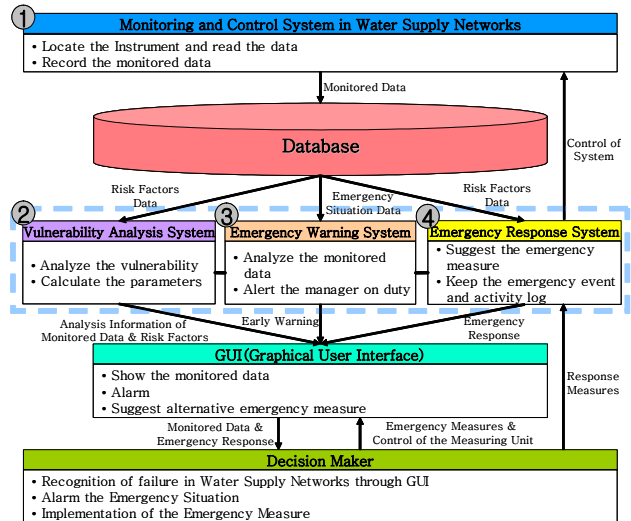 1
Monitoring and Control System in Water Supply Networks
• Locate the Instrument and read the data
• Record the monitored data
Monitored Data
Database
Control of
System
Risk Factors
Data
Emergency
Situation Data
Risk Factors
Data
2
Vulnerability Analysis System
• Analyze the vulnerability
• Calculate the parameters
3
Emergency Warning System
• Analyze the monitored
data
• Alert the manager on duty
4
Emergency Response System
• Suggest the emergency
measure
• Keep the emergency event
and activity log
Analysis Information of
Monitored Data & Risk Factors
Early Warning
Emergency
Response
GUI(Graphical User Interface)
• Show the monitored data
• Alarm
• Suggest alternative emergency measure
Response
Measures
Monitored Data &
Emergency Response
Emergency Measures &
Control of the Measuring Unit
Decision Maker
• Recognition of failure in Water Supply Networks through GUI
• Alarm the Emergency Situation
• Implementation of the Emergency Measure